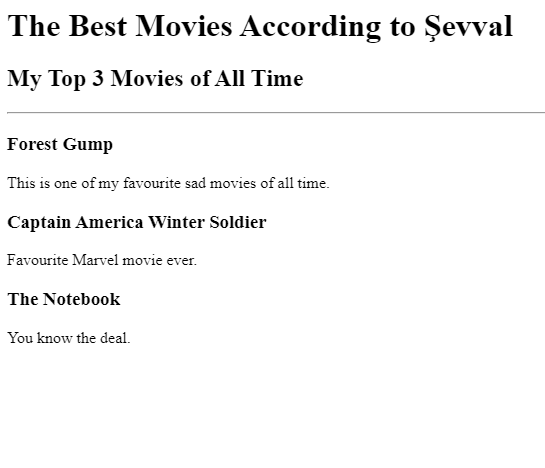 The Best Movies According to Şevval
My Top 3 Movies of All Time
Forest Gump
This is one of my favourite sad movies of all time.
Captain America Winter Soldier
Favourite Marvel movie ever.
The Notebook
You know the deal.